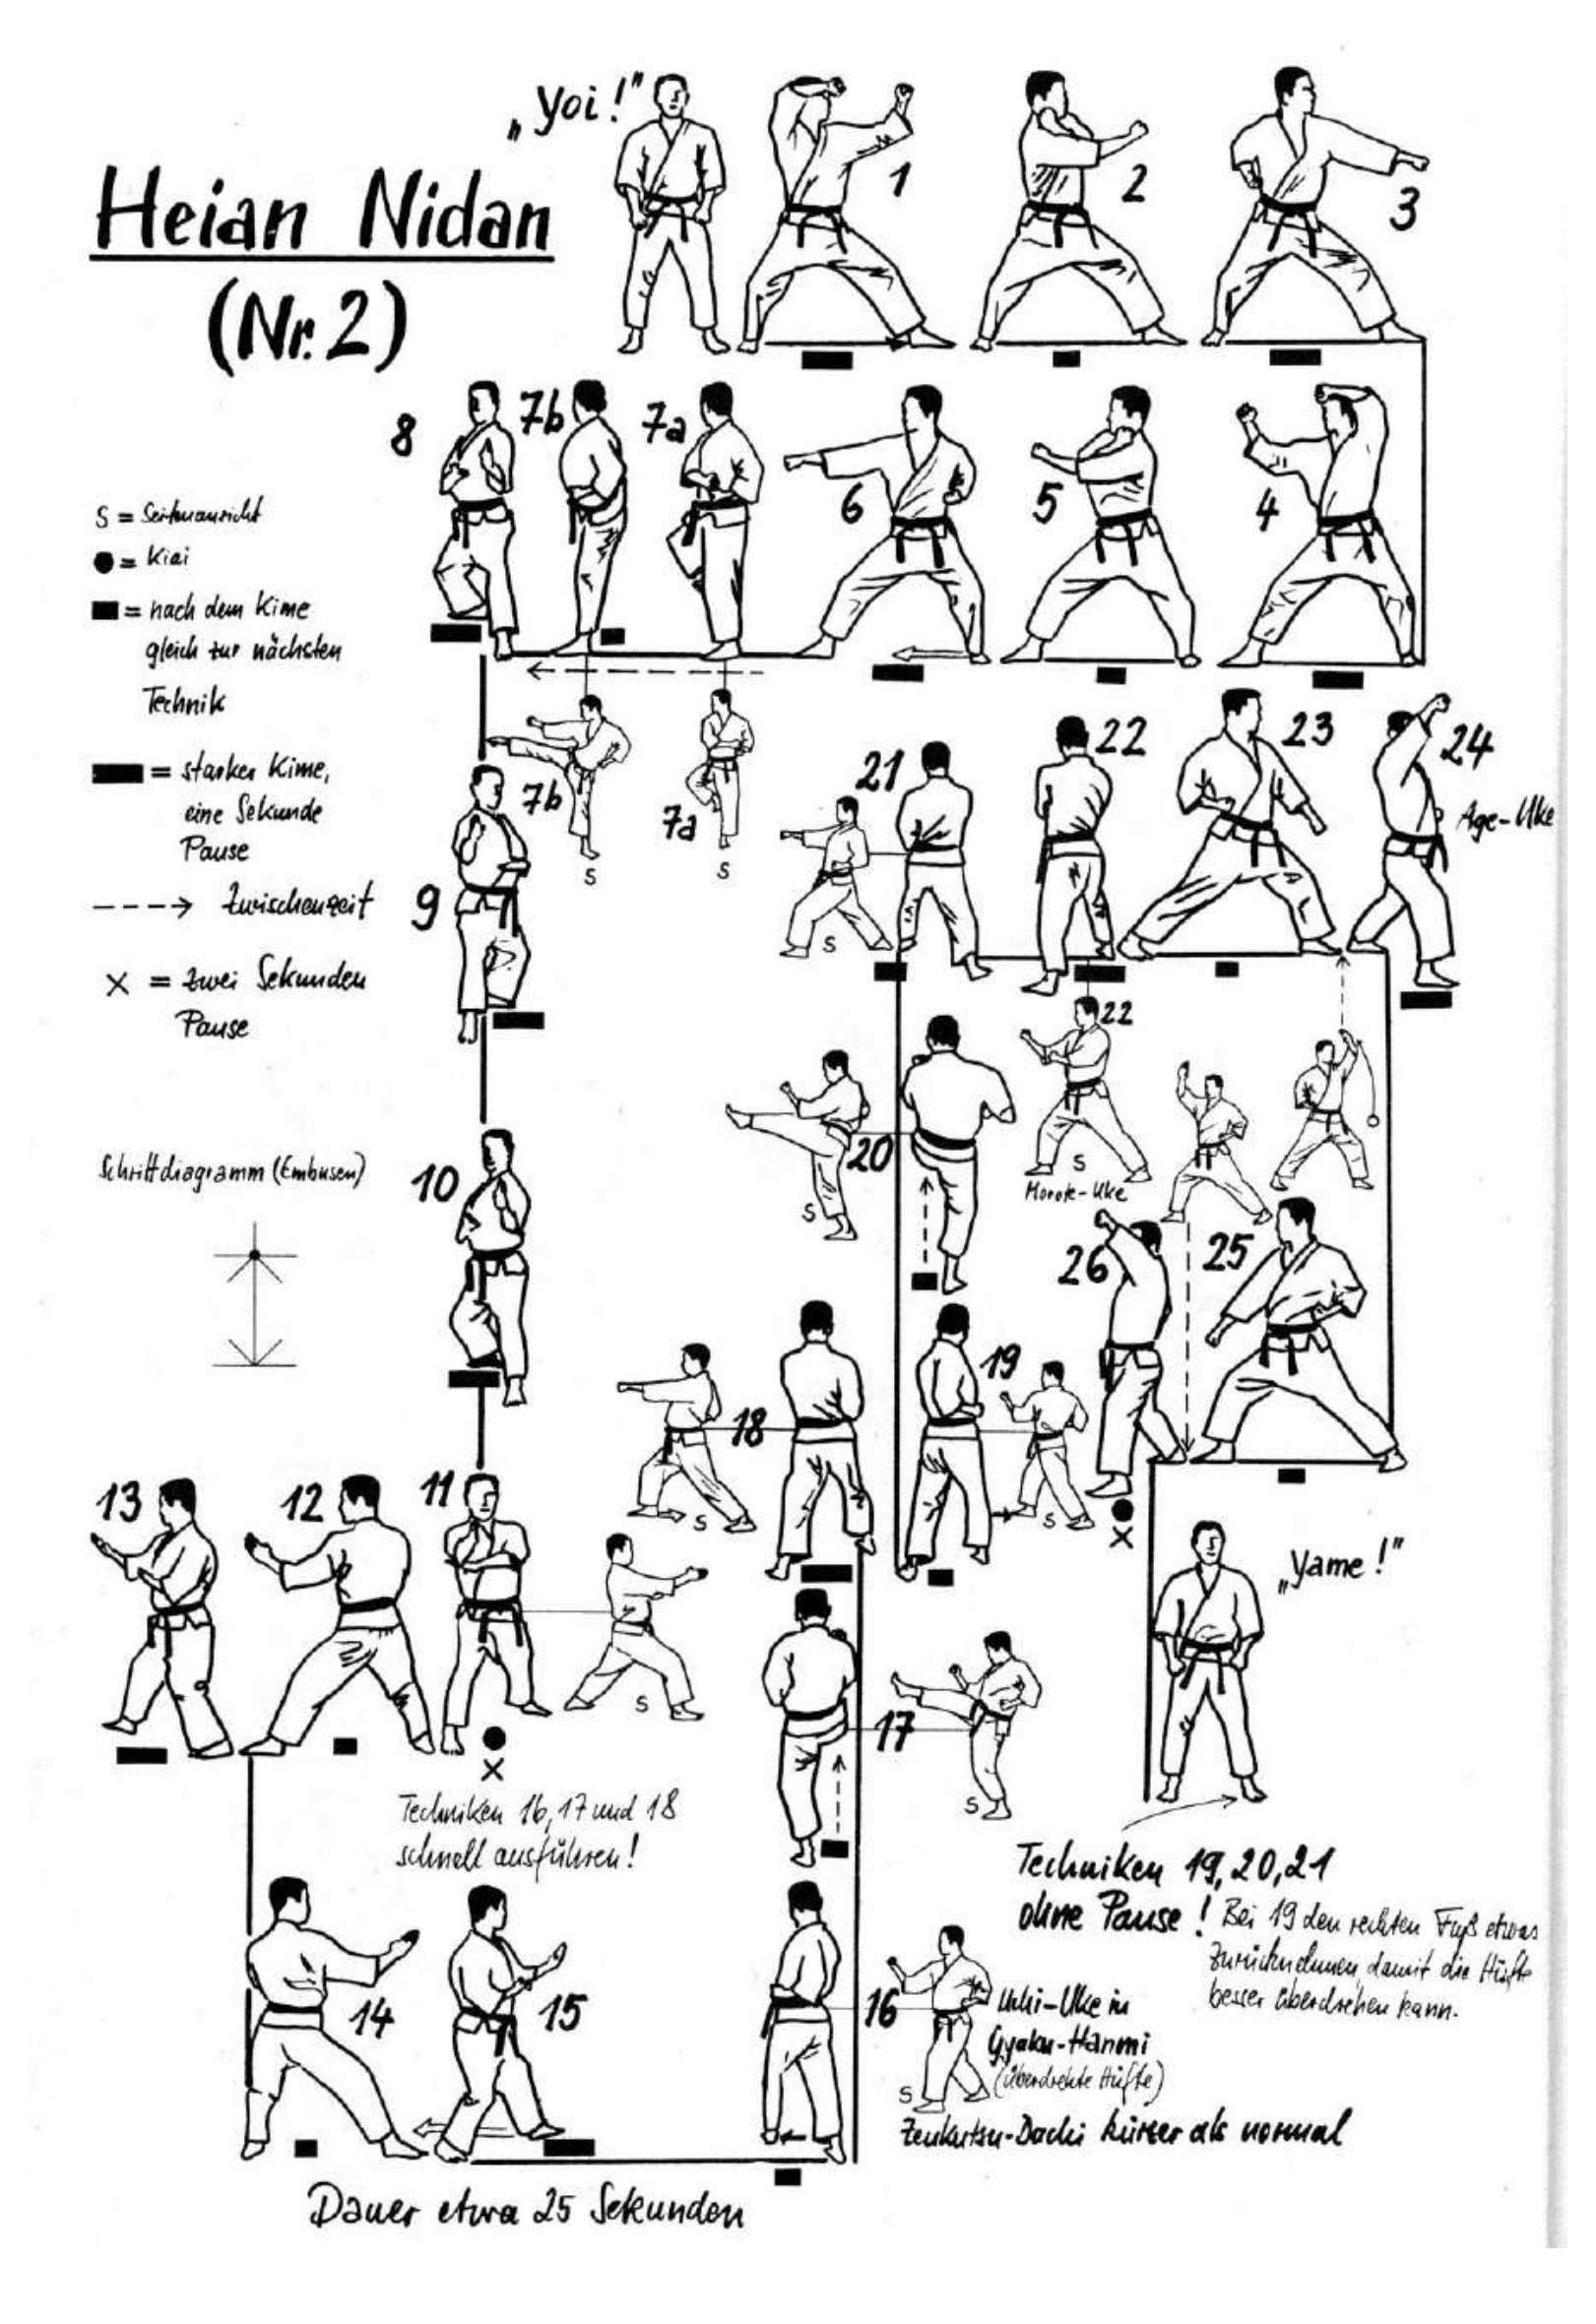 „Yoi!"
Heian Nidan
(Nr. 2)
1
2
3
8
7b
7a
6
5
4
S = Seitenansicht
● = Kiai
■ = nach dem Kime
gleich zur nächsten
Technik
▬ = starker Kime,
eine Sekunde
Pause
---> Zwischenzeit
X = zwei Sekunden
Pause
7b
S
7a
S
9
21
S
22
23
24
Age-Uke
22
S
Morote-Uke
20
S
Schrittdiagramm (Embusen)
10
26
25
18
S
19
S
X
13
12
11
S
X
„Yame!"
17
S
Techniken 16, 17 und 18
schnell ausführen!
Techniken 19, 20, 21
ohne Pause! Bei 19 den rechten Fuß etwas
zurücknehmen, damit die Hüfte
besser überdrehen kann.
14
15
16
S
Uchi-Uke in
Gyaku-Hanmi
(überdrehte Hüfte)
Zenkutsu-Dachi kürzer als normal
Dauer etwa 25 Sekunden